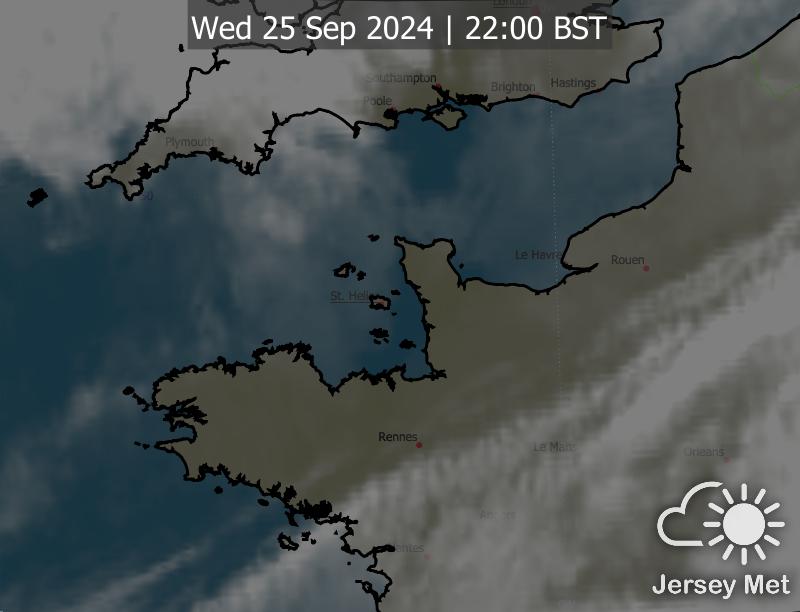 London
Wed 25 Sep 2024 | 22:00 BST
Southampton
Brighton
Hastings
Poole
Plymouth
Le Havre
Rouen
St. Helier
Rennes
Le Mans
Orleans
Angers
Nantes
Jersey Met